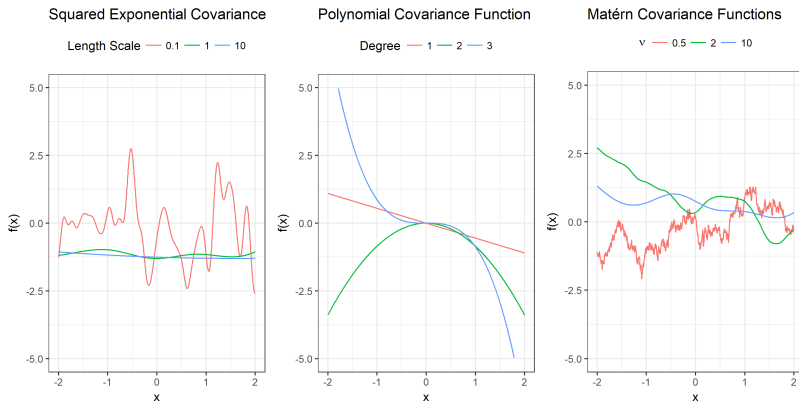 Squared Exponential Covariance
Length Scale 0.1 1 10
5.0
2.5
0.0
-2.5
-5.0
f(x)
-2 -1 0 1 2
x
Polynomial Covariance Function
Degree 1 2 3
5.0
2.5
0.0
-2.5
-5.0
f(x)
-2 -1 0 1 2
x
Matérn Covariance Functions
ν 0.5 2 10
5.0
2.5
0.0
-2.5
-5.0
f(x)
-2 -1 0 1 2
x